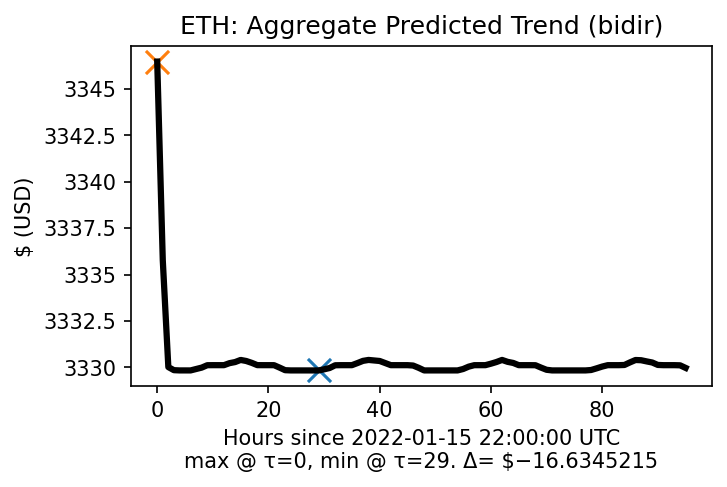 ETH: Aggregate Predicted Trend (bidir)
$ (USD)
3345
3342.5
3340
3337.5
3335
3332.5
3330
0 20 40 60 80
Hours since 2022-01-15 22:00:00 UTC
max @ τ=0, min @ τ=29. Δ= $−16.6345215